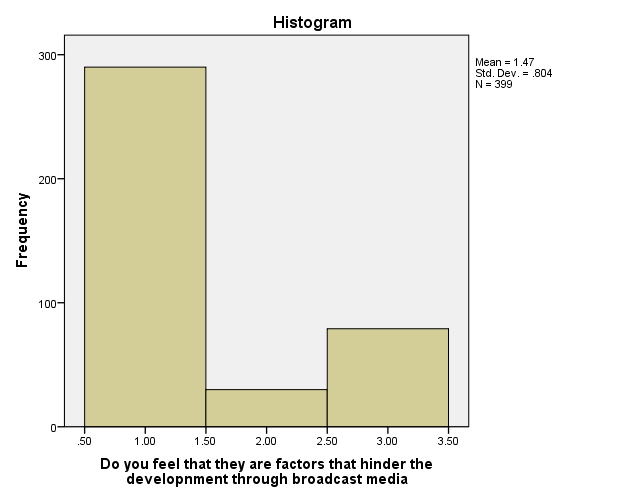 Histogram
Mean = 1.47
Std. Dev. = .804
N = 399
300
200
100
0
Frequency
.50 1.00 1.50 2.00 2.50 3.00 3.50
Do you feel that they are factors that hinder the
developnment through broadcast media